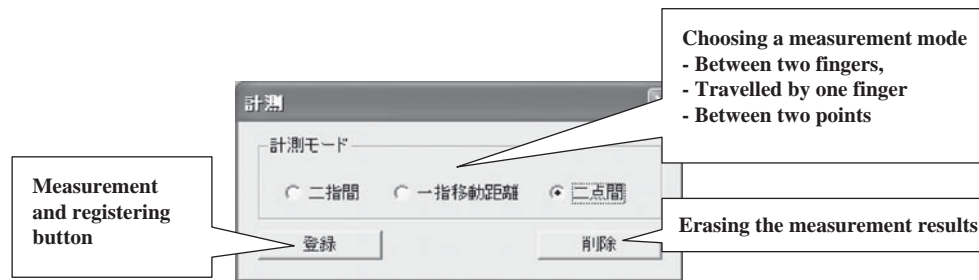 Choosing a measurement mode
- Between two fingers,
- Travelled by one finger
- Between two points
計測
計測モード
二指間 一指移動距離 二点間
Measurement
and registering
button
登録 削除
Erasing the measurement results